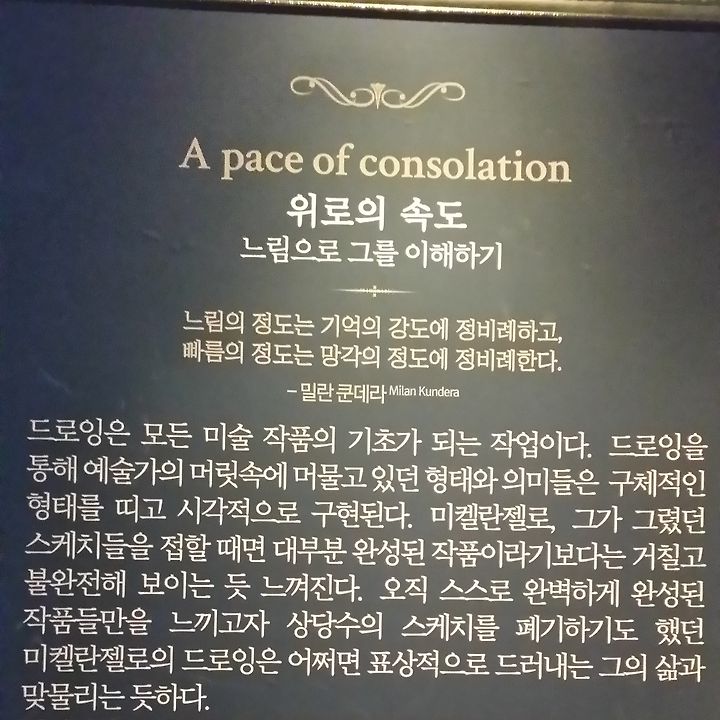 A pace of consolation
위로의 속도
느림으로 그를 이해하기
느림의 정도는 기억의 강도에 정비례하고,
빠름의 정도는 망각의 정도에 정비례한다.
– 밀란 쿤데라 Milan Kundera
드로잉은 모든 미술 작품의 기초가 되는 작업이다. 드로잉을
통해 예술가의 머릿속에 머물고 있던 형태와 의미들은 구체적인
형태를 띠고 시각적으로 구현된다. 미켈란젤로, 그가 그렸던
스케치들을 접할 때면 대부분 완성된 작품이라기보다는 거칠고
불완전해 보이는 듯 느껴진다. 오직 스스로 완벽하게 완성된
작품들만을 느끼고자 상당수의 스케치를 폐기하기도 했던
미켈란젤로의 드로잉은 어쩌면 표상적으로 드러내는 그의 삶과
맞물리는 듯하다.